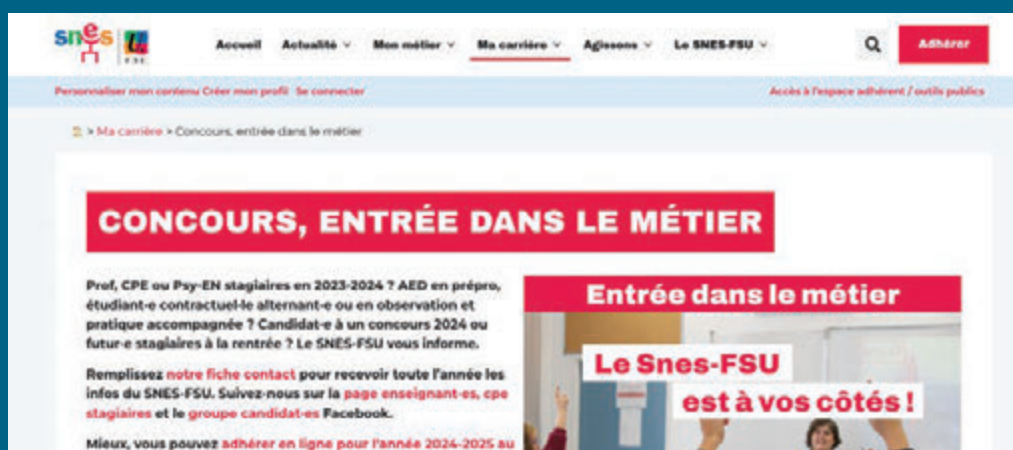 snes
FSU
Accueil Actualité Mon métier Ma carrière Agissons Le SNES-FSU Adhérer
Personnaliser mon contenu Créer mon profil Se connecter Accès à l'espace adhérent / outils publics
> Ma carrière > Concours, entrée dans le métier
CONCOURS, ENTRÉE DANS LE MÉTIER
Prof, CPE ou Psy-EN stagiaires en 2023-2024 ? AED en prépro,
étudiant·e contractuel·le alternant·e ou en observation et
pratique accompagnée ? Candidat·e à un concours 2024 ou
futur·e stagiaires à la rentrée ? Le SNES-FSU vous informe.
Remplissez notre fiche contact pour recevoir toute l'année les
infos du SNES-FSU. Suivez-nous sur la page enseignant·es, cpe
stagiaires et le groupe candidat·es Facebook.
Mieux, vous pouvez adhérer en ligne pour l'année 2024-2025 au
Entrée dans le métier
Le Snes-FSU
est à vos côtés !